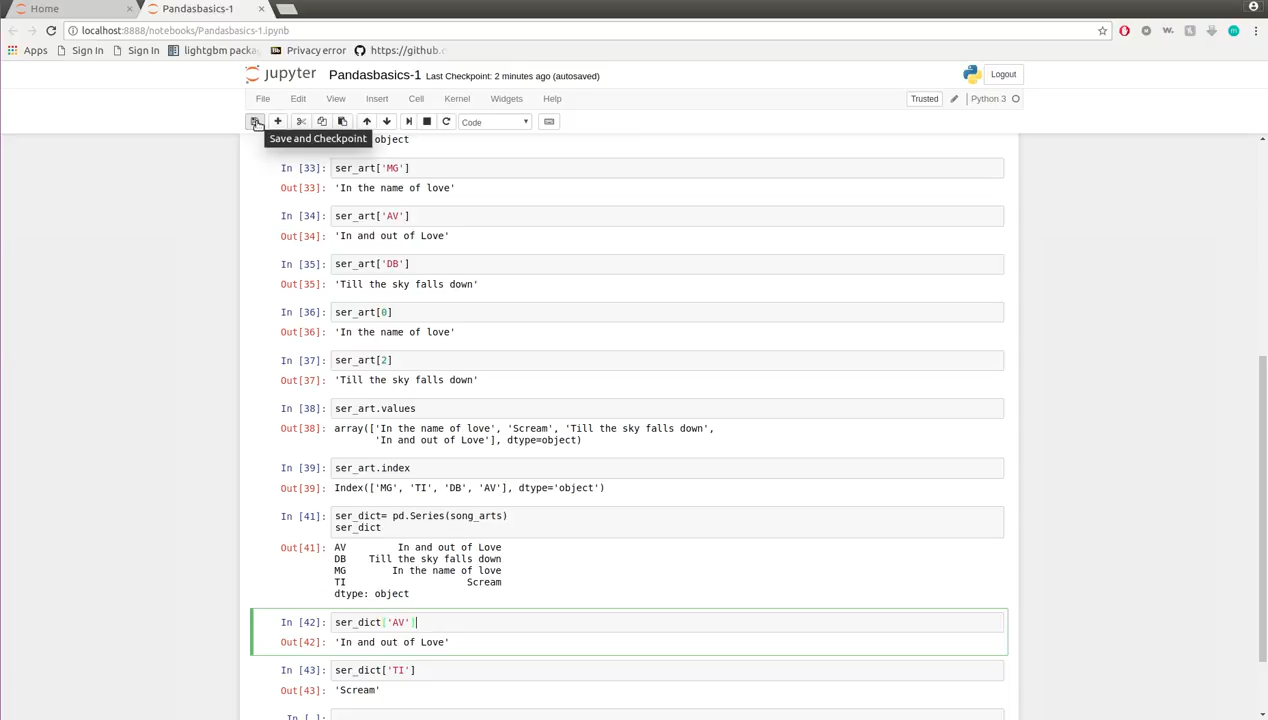 Home
Pandasbasics-1
localhost:8888/notebooks/Pandasbasics-1.ipynb
Apps Sign In Sign In lightgbm packa Privacy error https://github.
jupyter Pandasbasics-1 Last Checkpoint: 2 minutes ago (autosaved) Logout
File Edit View Insert Cell Kernel Widgets Help Trusted Python 3
Code
Save and Checkpoint object
In [33]: ser_art['MG']
Out[33]: 'In the name of love'
In [34]: ser_art['AV']
Out[34]: 'In and out of Love'
In [35]: ser_art['DB']
Out[35]: 'Till the sky falls down'
In [36]: ser_art[0]
Out[36]: 'In the name of love'
In [37]: ser_art[2]
Out[37]: 'Till the sky falls down'
In [38]: ser_art.values
Out[38]: array(['In the name of love', 'Scream', 'Till the sky falls down',
'In and out of Love'], dtype=object)
In [39]: ser_art.index
Out[39]: Index(['MG', 'TI', 'DB', 'AV'], dtype='object')
In [41]: ser_dict= pd.Series(song_arts)
ser_dict
Out[41]: AV In and out of Love
DB Till the sky falls down
MG In the name of love
TI Scream
dtype: object
In [42]: ser_dict['AV']
Out[42]: 'In and out of Love'
In [43]: ser_dict['TI']
Out[43]: 'Scream'
In [ ]: